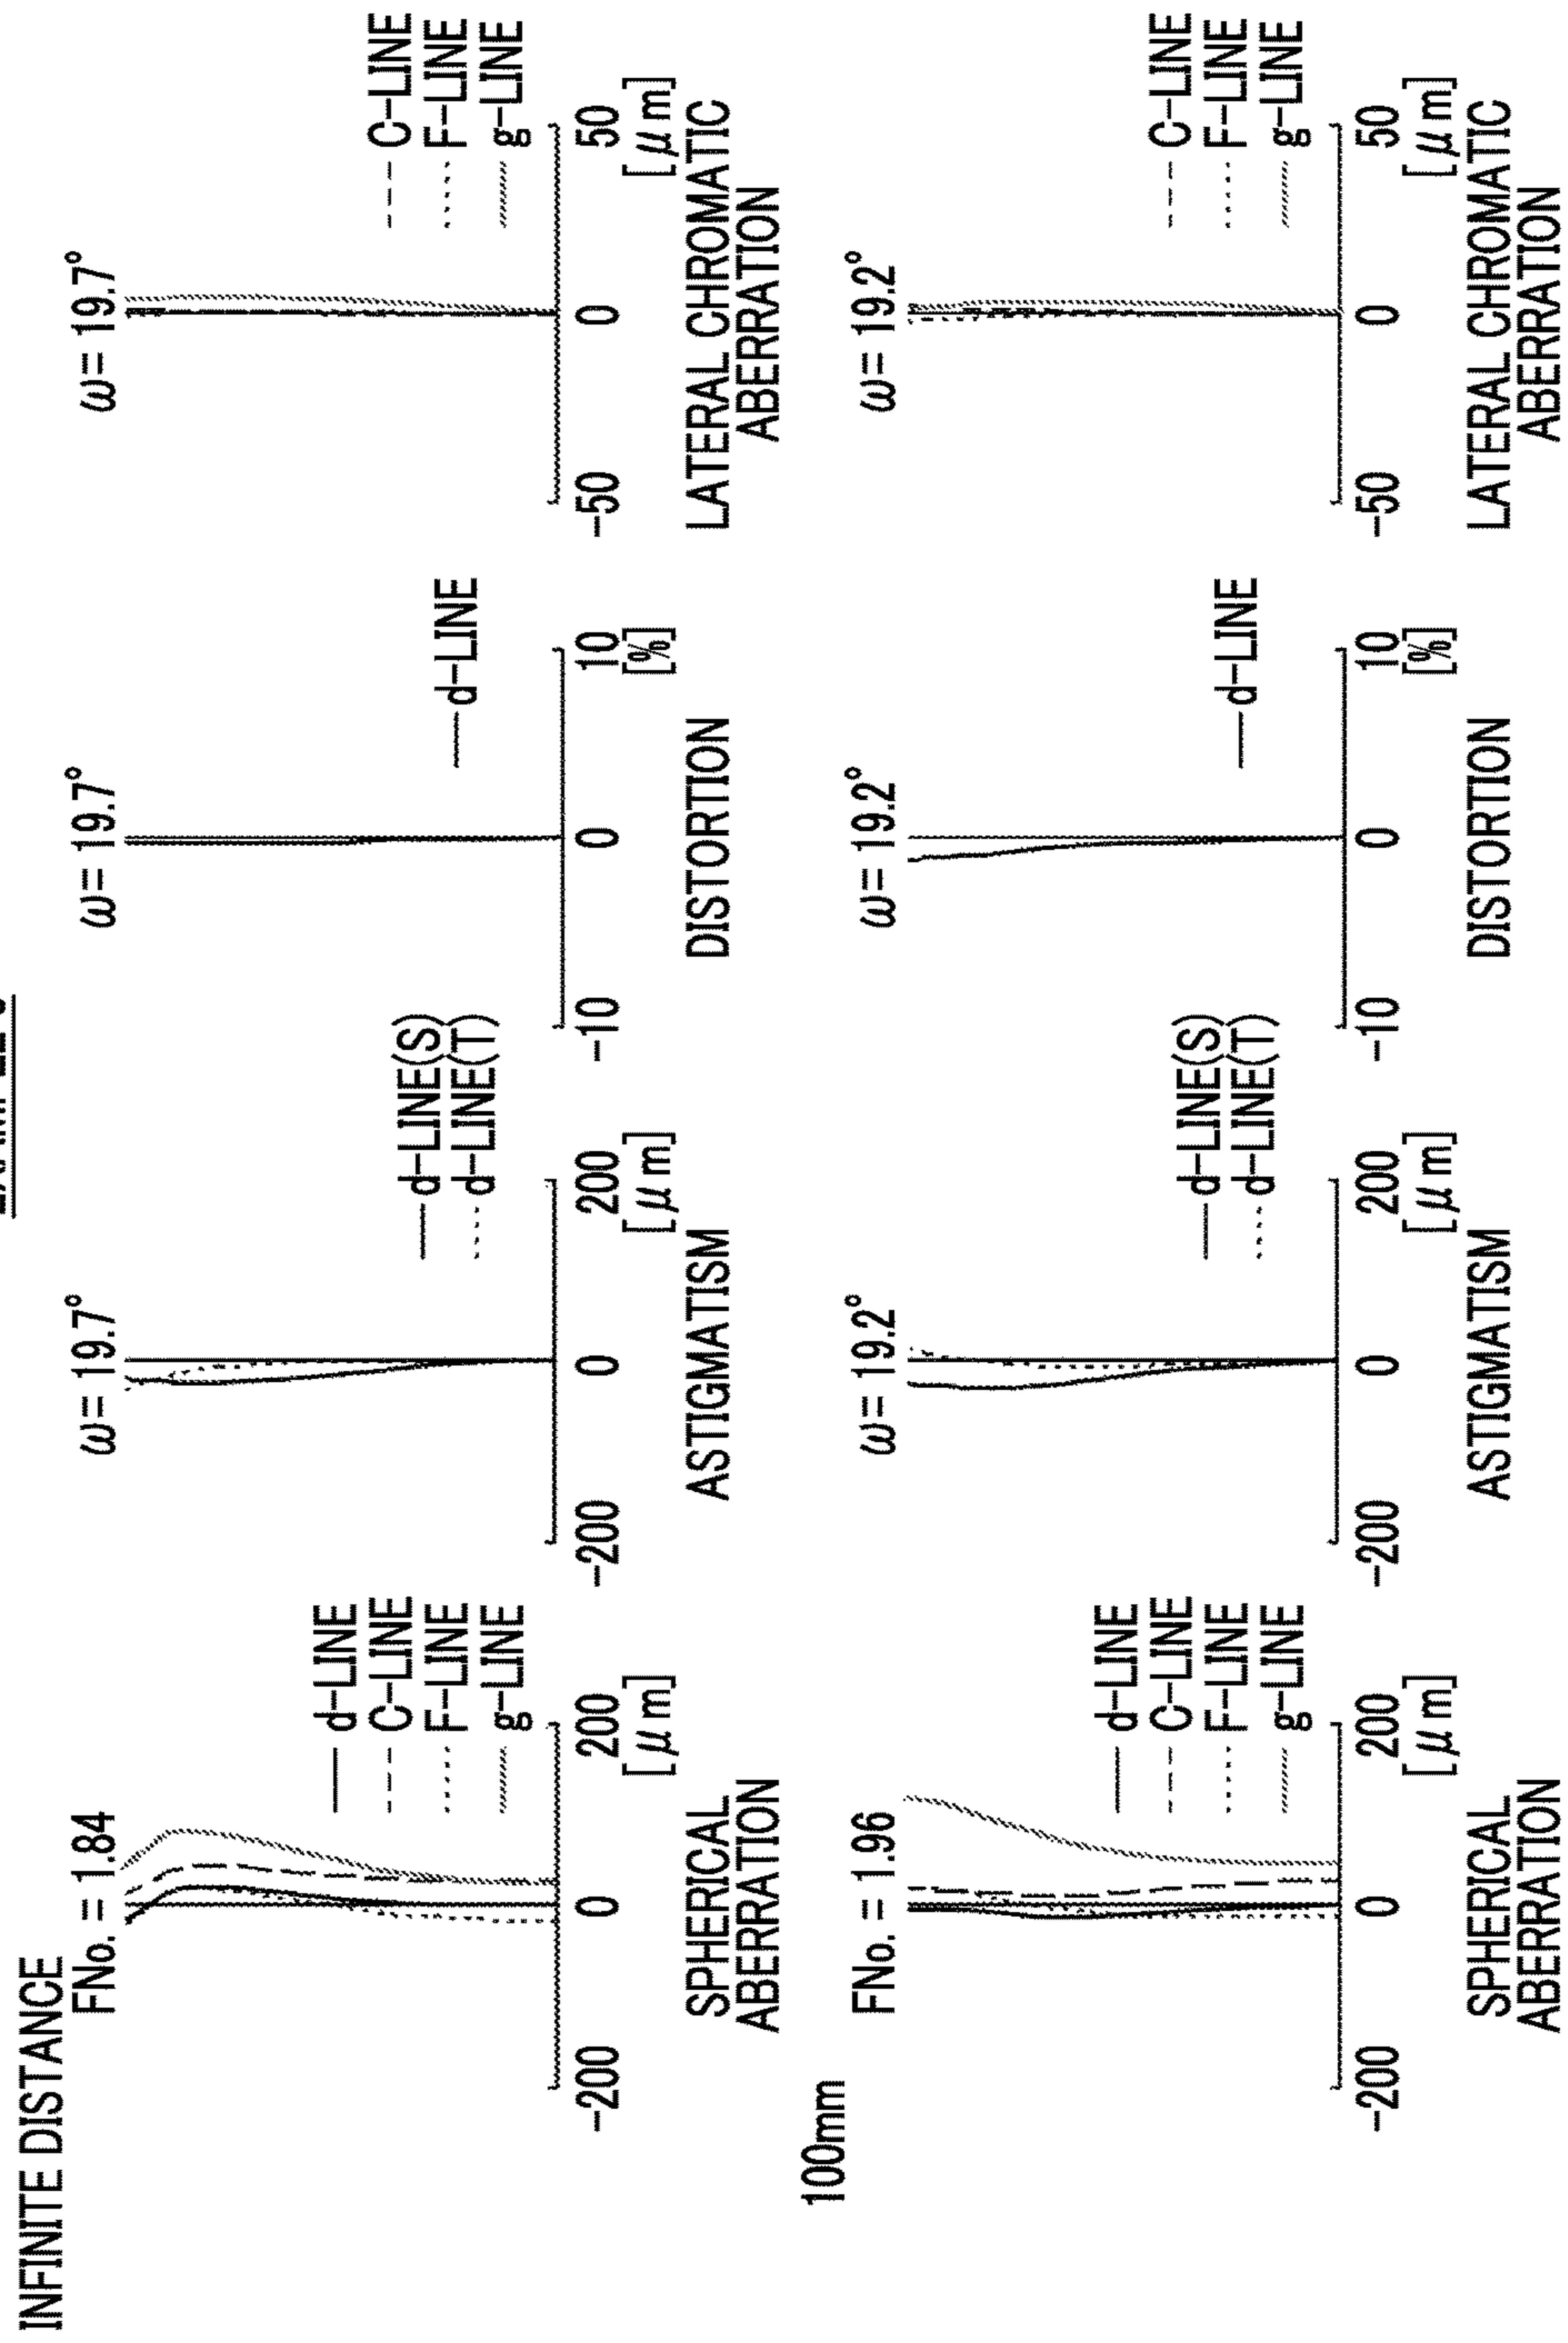 INFINITE DISTANCE
FNo. = 1.84
d-LINE
C-LINE
F-LINE
g-LINE
-200
0
200
[μm]
SPHERICAL
ABERRATION
ω= 19.7°
d-LINE(S)
d-LINE(T)
-200
0
200
[μm]
ASTIGMATISM
ω= 19.7°
d-LINE
-10
0
10
[%]
DISTORTION
ω= 19.7°
C-LINE
F-LINE
g-LINE
-50
0
50
[μm]
LATERAL CHROMATIC
ABERRATION
100mm
FNo. = 1.96
d-LINE
C-LINE
F-LINE
g-LINE
-200
0
200
[μm]
SPHERICAL
ABERRATION
ω= 19.2°
d-LINE(S)
d-LINE(T)
-200
0
200
[μm]
ASTIGMATISM
ω= 19.2°
d-LINE
-10
0
10
[%]
DISTORTION
ω= 19.2°
C-LINE
F-LINE
g-LINE
-50
0
50
[μm]
LATERAL CHROMATIC
ABERRATION